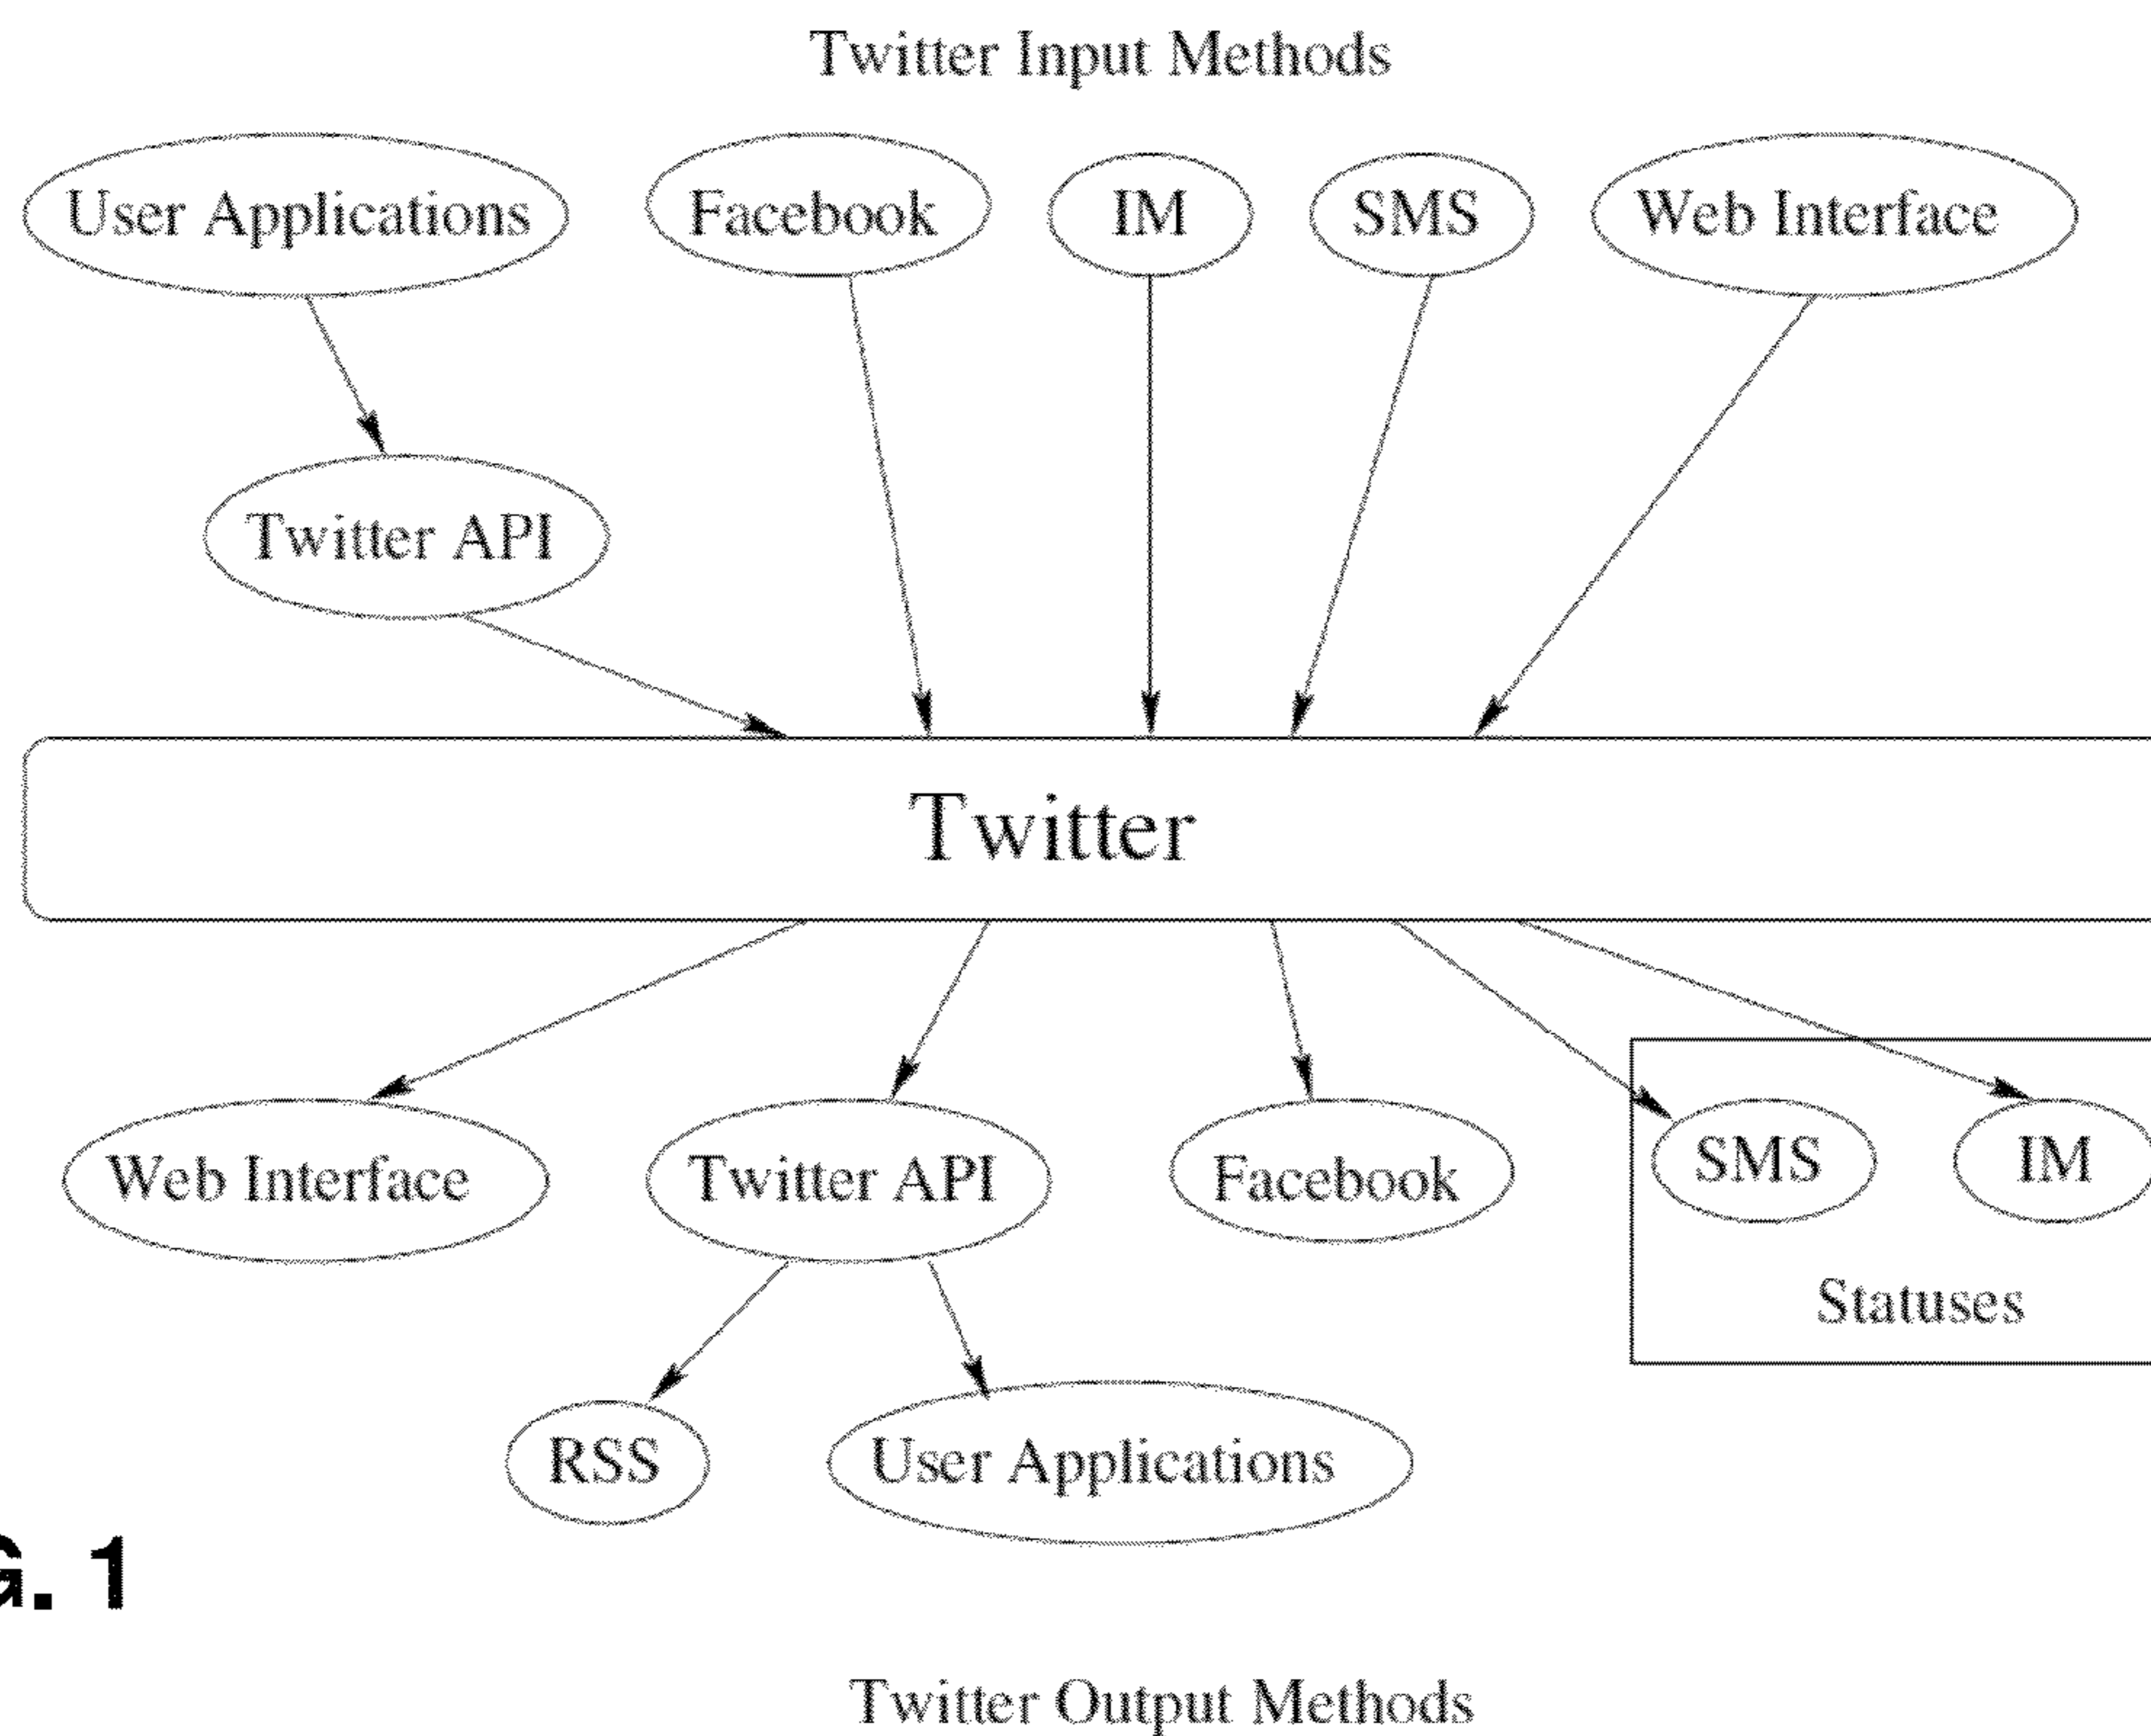 Twitter Input Methods
User Applications
Facebook
IM
SMS
Web Interface
Twitter API
Twitter
Web Interface
Twitter API
Facebook
SMS
IM
Statuses
RSS
User Applications
G. 1
Twitter Output Methods